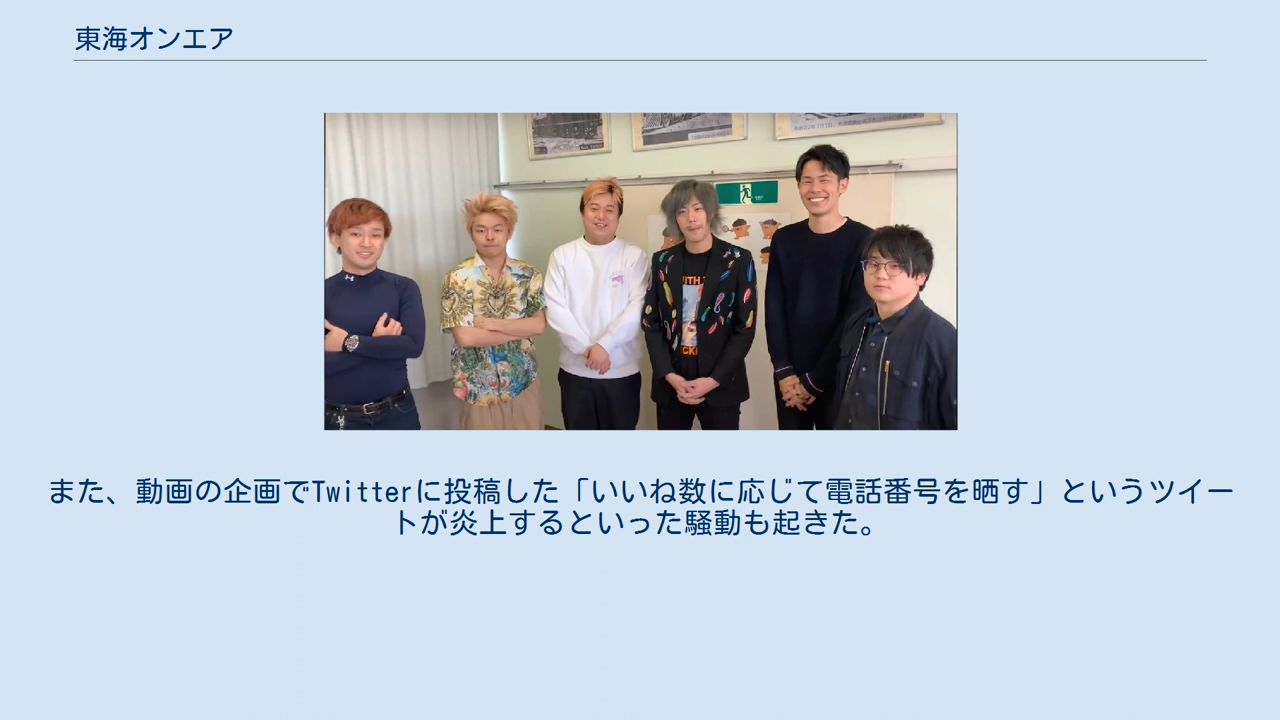 東海オンエア
WITH
また、動画の企画でTwitterに投稿した「いいね数に応じて電話番号を晒す」というツイー
トが炎上するといった騒動も起きた。